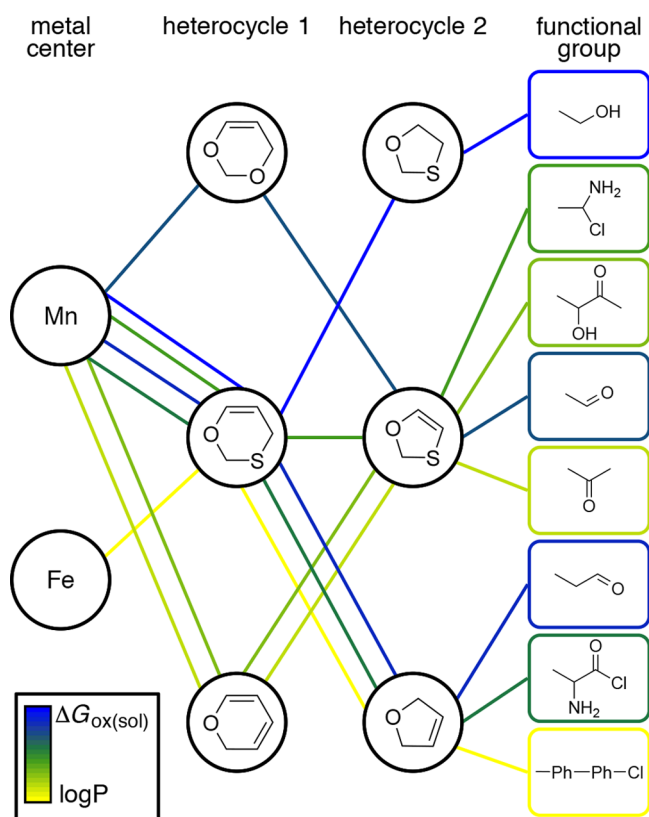 metal center
heterocycle 1
heterocycle 2
functional group
O
O
O
S
OH
NH₂
Cl
Mn
O
OH
O
S
O
S
O
O
Fe
O
O
Cl
NH₂
O
O
ΔGox(sol)
logP
–Ph–Ph–Cl